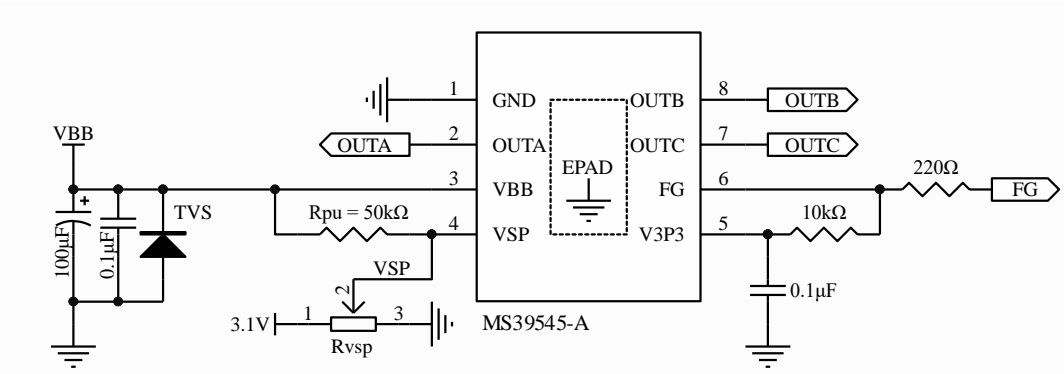 1
GND
OUTB
8
OUTB
OUTA
2
OUTA
OUTC
7
OUTC
VBB
EPAD
220Ω
3
VBB
FG
6
FG
+
TVS
Rpu = 50kΩ
10kΩ
4
VSP
V3P3
5
100μF
0.1μF
VSP
2
0.1μF
3.1V
1
3
MS39545-A
Rvsp